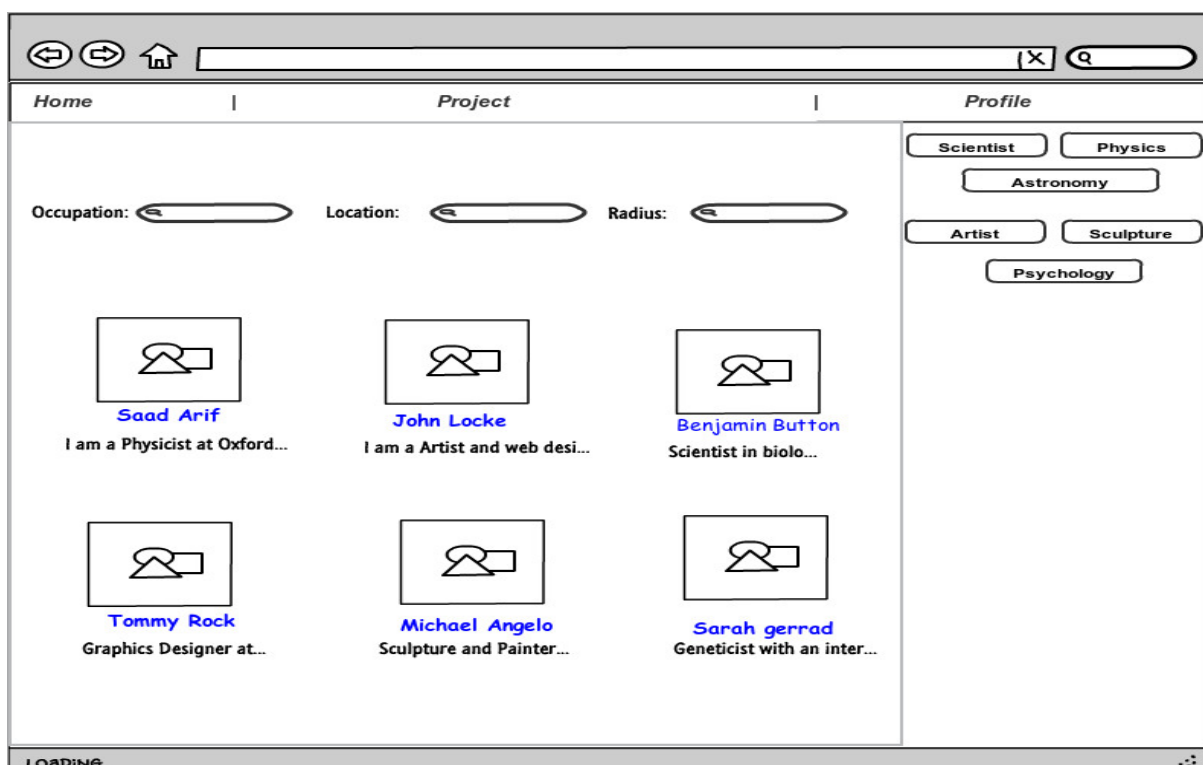 Home | Project | Profile
Scientist Physics
Astronomy
Occupation: Location: Radius:
Artist Sculpture
Psychology
Saad Arif
I am a Physicist at Oxford...
John Locke
I am a Artist and web desi...
Benjamin Button
Scientist in biolo...
Tommy Rock
Graphics Designer at...
Michael Angelo
Sculpture and Painter...
Sarah gerrad
Geneticist with an inter...
LOADING